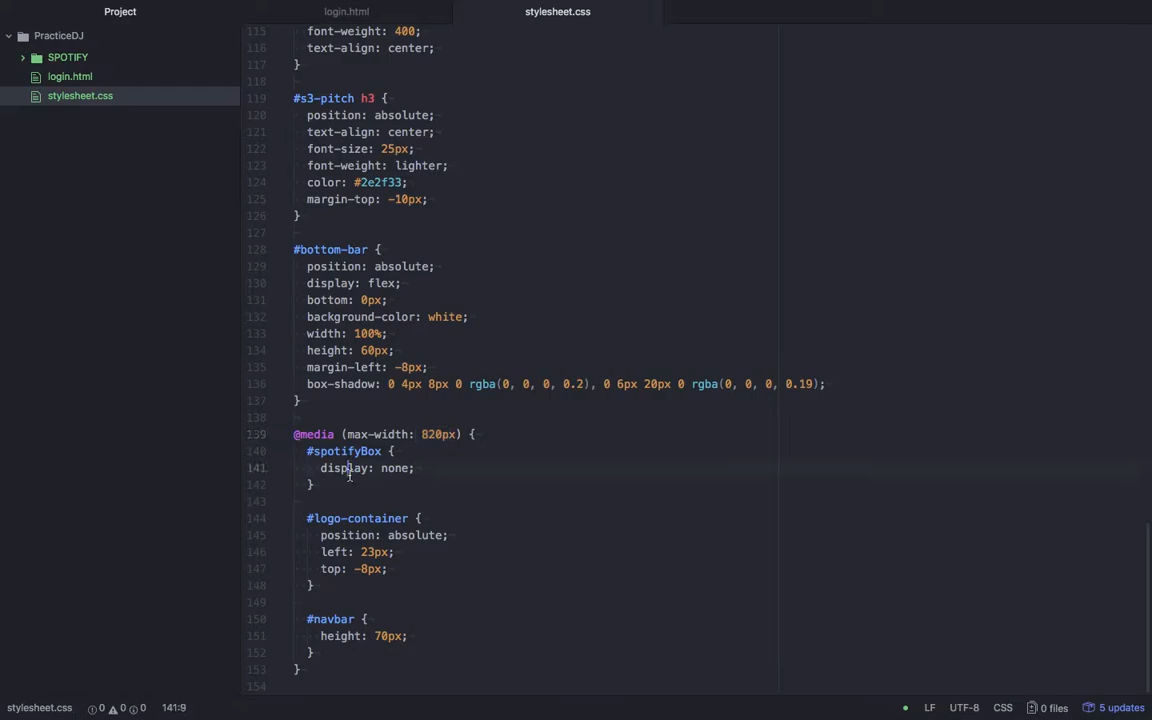 Project
login.html
stylesheet.css
PracticeDJ
SPOTIFY
login.html
stylesheet.css
115 font-weight: 400;
116 text-align: center;
117 }
118
119 #s3-pitch h3 {
120 position: absolute;
121 text-align: center;
122 font-size: 25px;
123 font-weight: lighter;
124 color: #2e2f33;
125 margin-top: -10px;
126 }
127
128 #bottom-bar {
129 position: absolute;
130 display: flex;
131 bottom: 0px;
132 background-color: white;
133 width: 100%;
134 height: 60px;
135 margin-left: -8px;
136 box-shadow: 0 4px 8px 0 rgba(0, 0, 0, 0.2), 0 6px 20px 0 rgba(0, 0, 0, 0.19);
137 }
138
139 @media (max-width: 820px) {
140 #spotifyBox {
141 display: none;
142 }
143
144 #logo-container {
145 position: absolute;
146 left: 23px;
147 top: -8px;
148 }
149
150 #navbar {
151 height: 70px;
152 }
153 }
154
stylesheet.css 0 0 0 141:9 LF UTF-8 CSS 0 files 5 updates